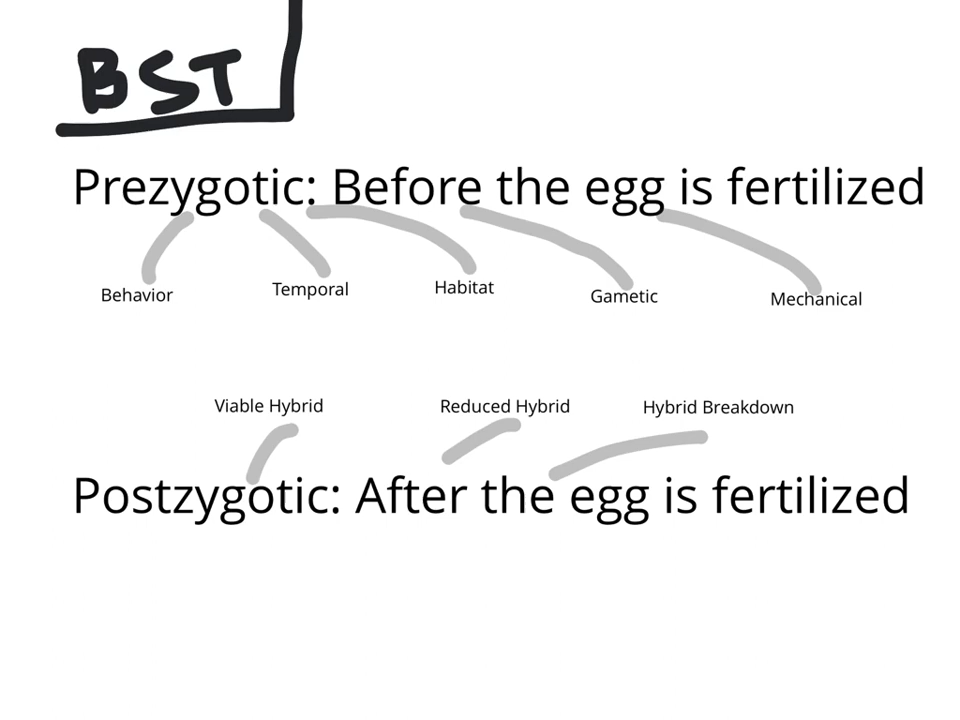 BST
Prezygotic: Before the egg is fertilized
Behavior Temporal Habitat Gametic Mechanical
Viable Hybrid Reduced Hybrid Hybrid Breakdown
Postzygotic: After the egg is fertilized